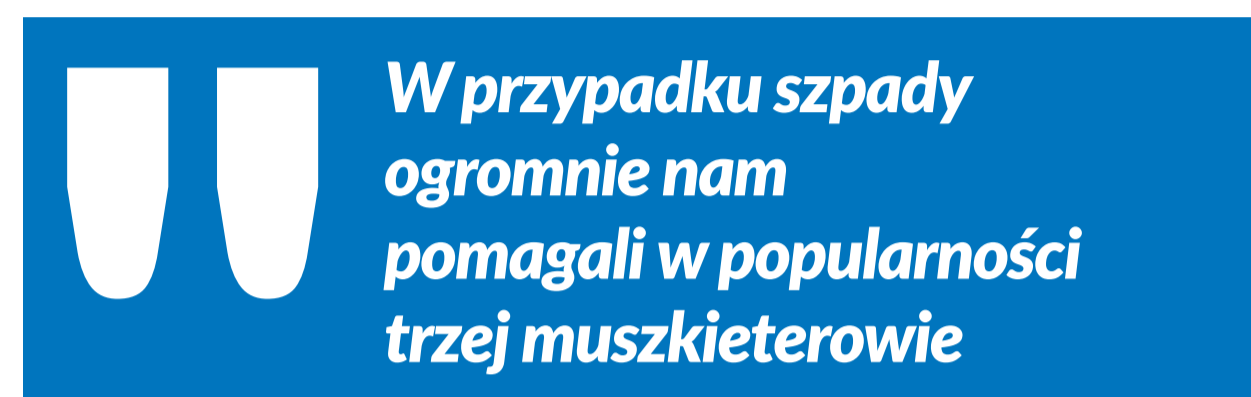 W przypadku szpady
ogromnie nam
pomagali w popularności
trzej muszkieterowie